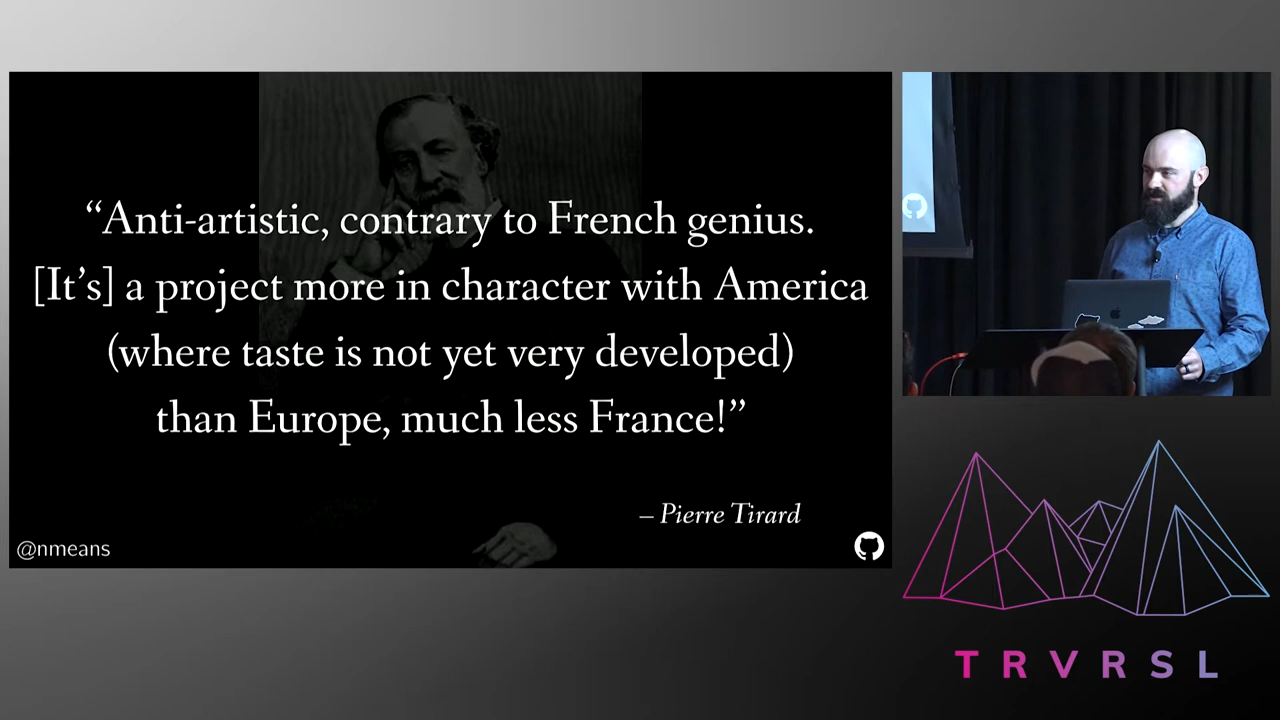 “Anti-artistic, contrary to French genius.
[It’s] a project more in character with America
(where taste is not yet very developed)
than Europe, much less France!”
– Pierre Tirard
@nmeans
TRVRSL